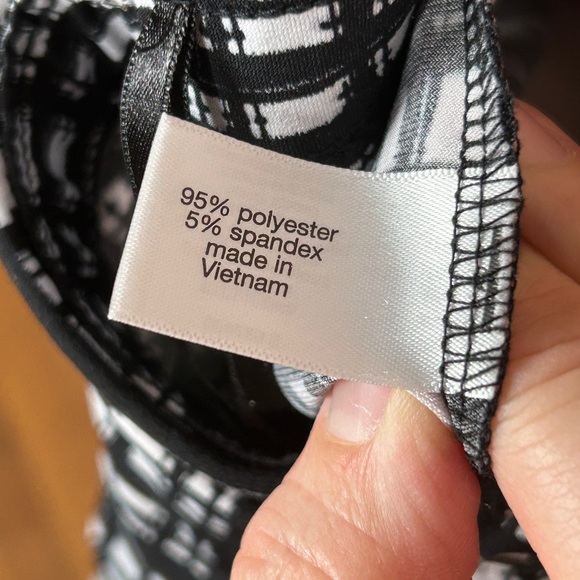 95% polyester
5% spandex
made in
Vietnam